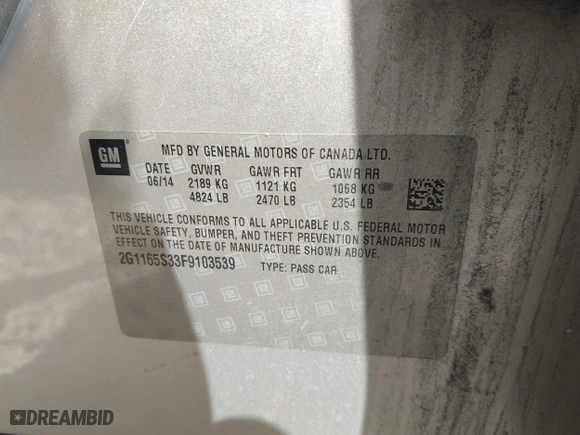 GM
MFD BY GENERAL MOTORS OF CANADA LTD.
DATE GVWR GAWR FRT GAWR RR
06/14 2189 KG 1121 KG 1068 KG
4824 LB 2470 LB 2354 LB
THIS VEHICLE CONFORMS TO ALL APPLICABLE U.S. FEDERAL MOTOR
VEHICLE SAFETY, BUMPER, AND THEFT PREVENTION STANDARDS IN
EFFECT ON THE DATE OF MANUFACTURE SHOWN ABOVE.
2G1165S33F9103539 TYPE: PASS CAR
DREAMBID